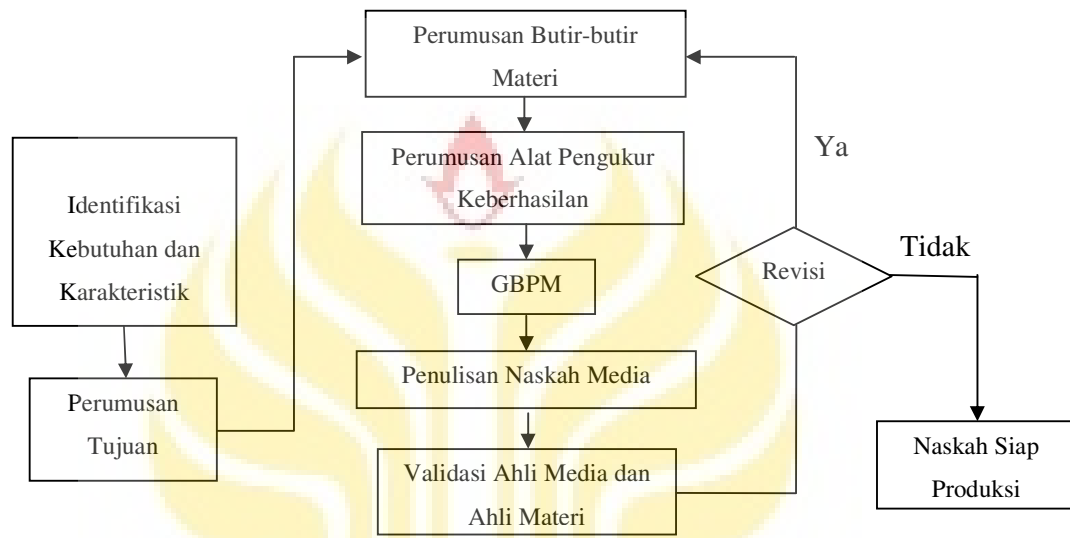 Identifikasi
Kebutuhan dan
Karakteristik
Perumusan
Tujuan
Perumusan Butir-butir
Materi
Perumusan Alat Pengukur
Keberhasilan
GBPM
Penulisan Naskah Media
Validasi Ahli Media dan
Ahli Materi
Revisi
Ya
Tidak
Naskah Siap
Produksi